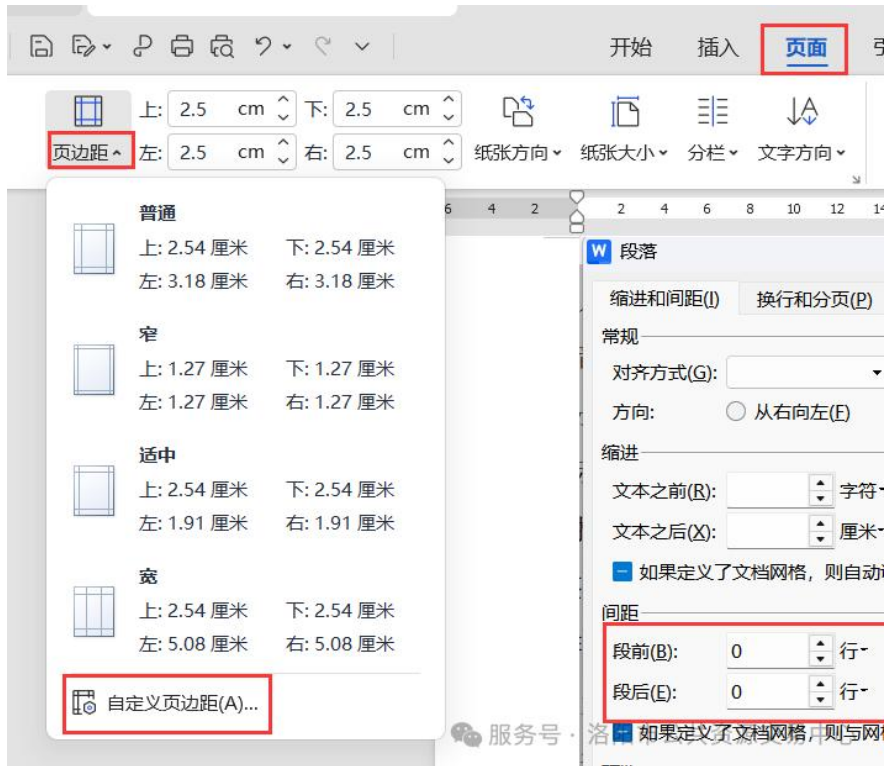 开始 插入 页面
页边距 上: 2.5 cm 下: 2.5 cm
左: 2.5 cm 右: 2.5 cm
纸张方向 纸张大小 分栏 文字方向
普通
上: 2.54 厘米 下: 2.54 厘米
左: 3.18 厘米 右: 3.18 厘米
窄
上: 1.27 厘米 下: 1.27 厘米
左: 1.27 厘米 右: 1.27 厘米
适中
上: 2.54 厘米 下: 2.54 厘米
左: 1.91 厘米 右: 1.91 厘米
宽
上: 2.54 厘米 下: 2.54 厘米
左: 5.08 厘米 右: 5.08 厘米
自定义页边距(A)...
6 4 2 2 4 6 8 10 12 14
W 段落
缩进和间距(I) 换行和分页(P)
常规
对齐方式(G):
方向: 从右向左(F)
缩进
文本之前(R): 字符
文本之后(X): 厘米
如果定义了文档网格，则自动
间距
段前(B): 0 行
段后(E): 0 行
如果定义了文档网格，则与网
服务号 · 洛阳市公共资源交易中心